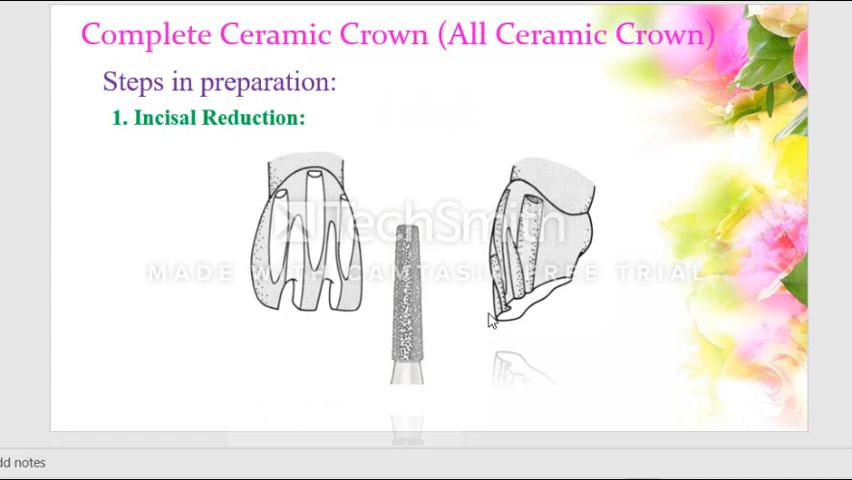 Complete Ceramic Crown (All Ceramic Crown)
Steps in preparation:
1. Incisal Reduction:
TechSmith
MADE WITH CAMTASIA FREE TRIAL
dd notes